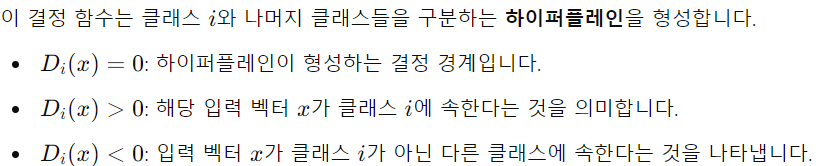 이 결정 함수는 클래스 i와 나머지 클래스들을 구분하는 하이퍼플레인을 형성합니다.
• D_i(x) = 0: 하이퍼플레인이 형성하는 결정 경계입니다.
• D_i(x) > 0: 해당 입력 벡터 x가 클래스 i에 속한다는 것을 의미합니다.
• D_i(x) < 0: 입력 벡터 x가 클래스 i가 아닌 다른 클래스에 속한다는 것을 나타냅니다.